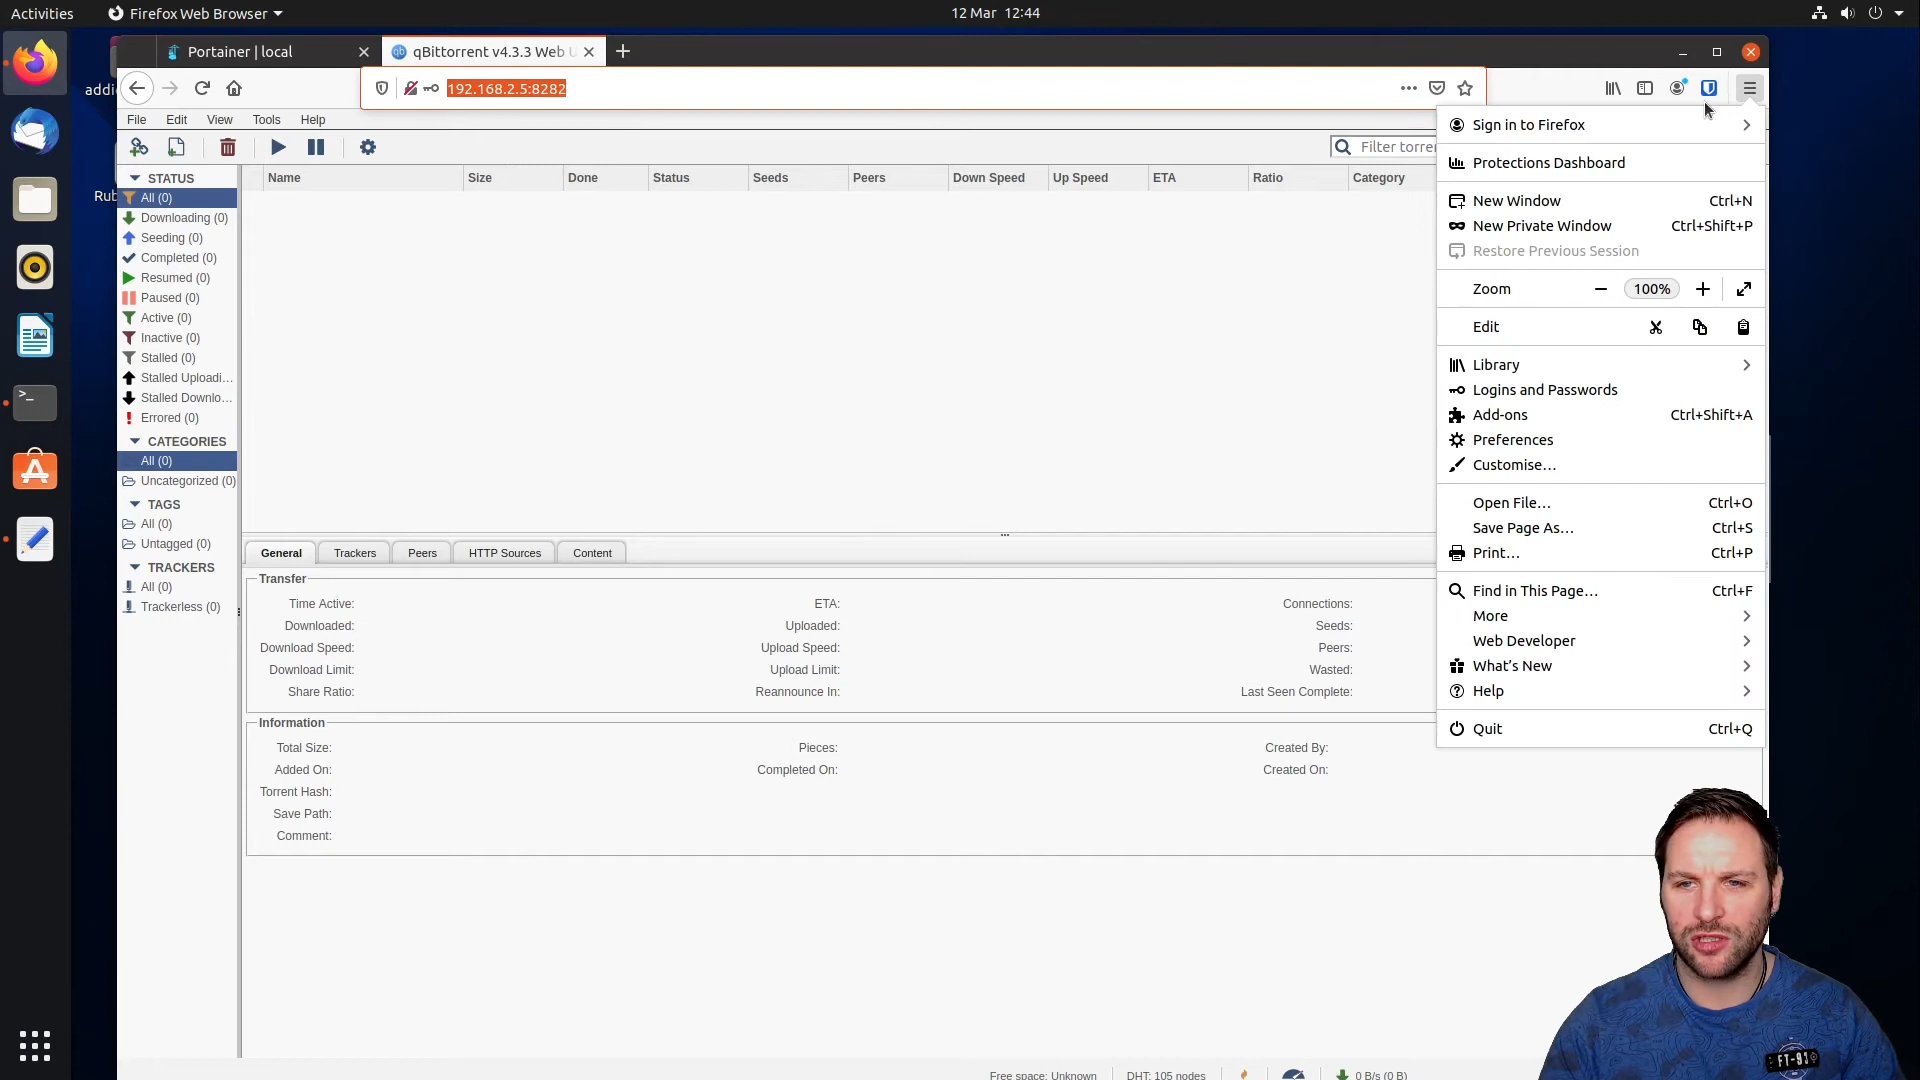 Activities
Firefox Web Browser
12 Mar 12:44
Portainer | local
qBittorrent v4.3.3 Web U
192.168.2.5:8282
addi
Rub
File Edit View Tools Help
Filter torre
STATUS
All (0)
Downloading (0)
Seeding (0)
Completed (0)
Resumed (0)
Paused (0)
Active (0)
Inactive (0)
Stalled (0)
Stalled Uploadi...
Stalled Downlo...
Errored (0)
CATEGORIES
All (0)
Uncategorized (0)
TAGS
All (0)
Untagged (0)
TRACKERS
All (0)
Trackerless (0)
Name Size Done Status Seeds Peers Down Speed Up Speed ETA Ratio Category
General Trackers Peers HTTP Sources Content
Transfer
Time Active: ETA: Connections:
Downloaded: Uploaded: Seeds:
Download Speed: Upload Speed: Peers:
Download Limit: Upload Limit: Wasted:
Share Ratio: Reannounce In: Last Seen Complete:
Information
Total Size: Pieces: Created By:
Added On: Completed On: Created On:
Torrent Hash:
Save Path:
Comment:
Free space: Unknown DHT: 105 nodes 0 B/s (0 B)
Sign in to Firefox
Protections Dashboard
New Window Ctrl+N
New Private Window Ctrl+Shift+P
Restore Previous Session
Zoom 100%
Edit
Library
Logins and Passwords
Add-ons Ctrl+Shift+A
Preferences
Customise…
Open File… Ctrl+O
Save Page As… Ctrl+S
Print… Ctrl+P
Find in This Page… Ctrl+F
More
Web Developer
What’s New
Help
Quit Ctrl+Q
FT-93